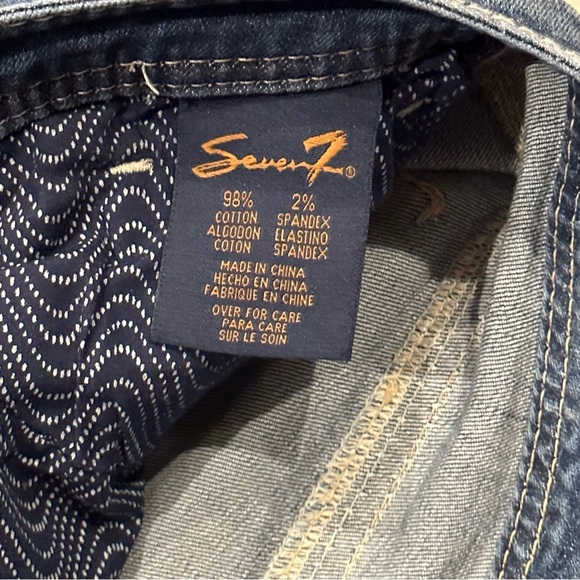 Seven7®
98% 2%
COTTON SPANDEX
ALGODON ELASTINO
COTON SPANDEX
MADE IN CHINA
HECHO EN CHINA
FABRIQUE EN CHINE
OVER FOR CARE
PARA CARE
SUR LE SOIN